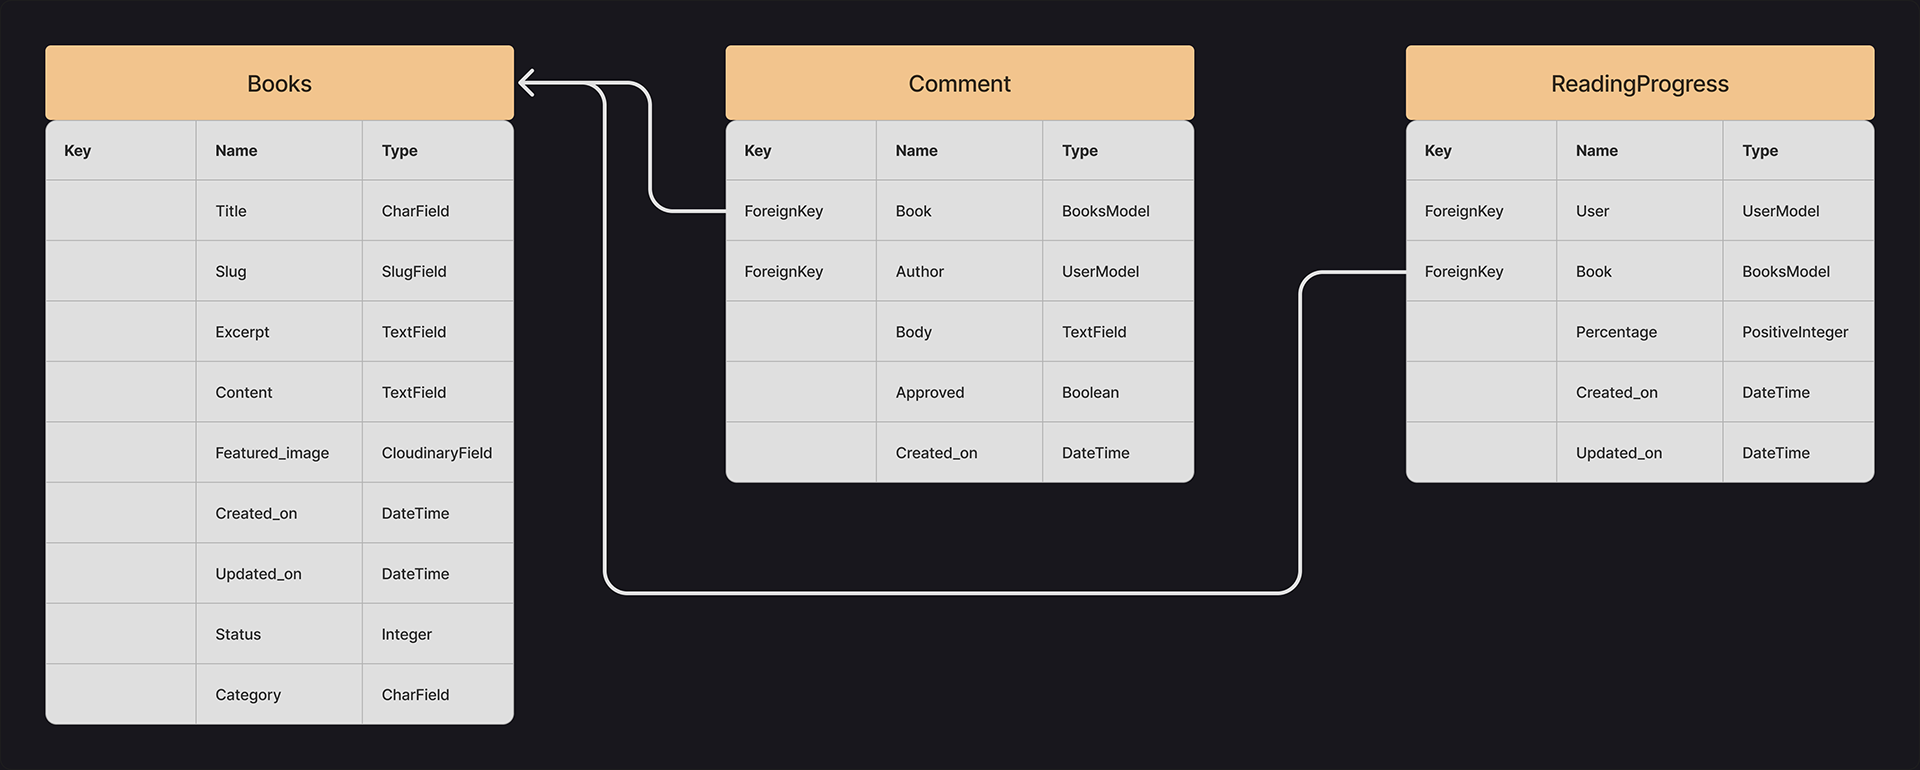 Books
Key Name Type
Title CharField
Slug SlugField
Excerpt TextField
Content TextField
Featured_image CloudinaryField
Created_on DateTime
Updated_on DateTime
Status Integer
Category CharField
Comment
Key Name Type
ForeignKey Book BooksModel
ForeignKey Author UserModel
Body TextField
Approved Boolean
Created_on DateTime
ReadingProgress
Key Name Type
ForeignKey User UserModel
ForeignKey Book BooksModel
Percentage PositiveInteger
Created_on DateTime
Updated_on DateTime